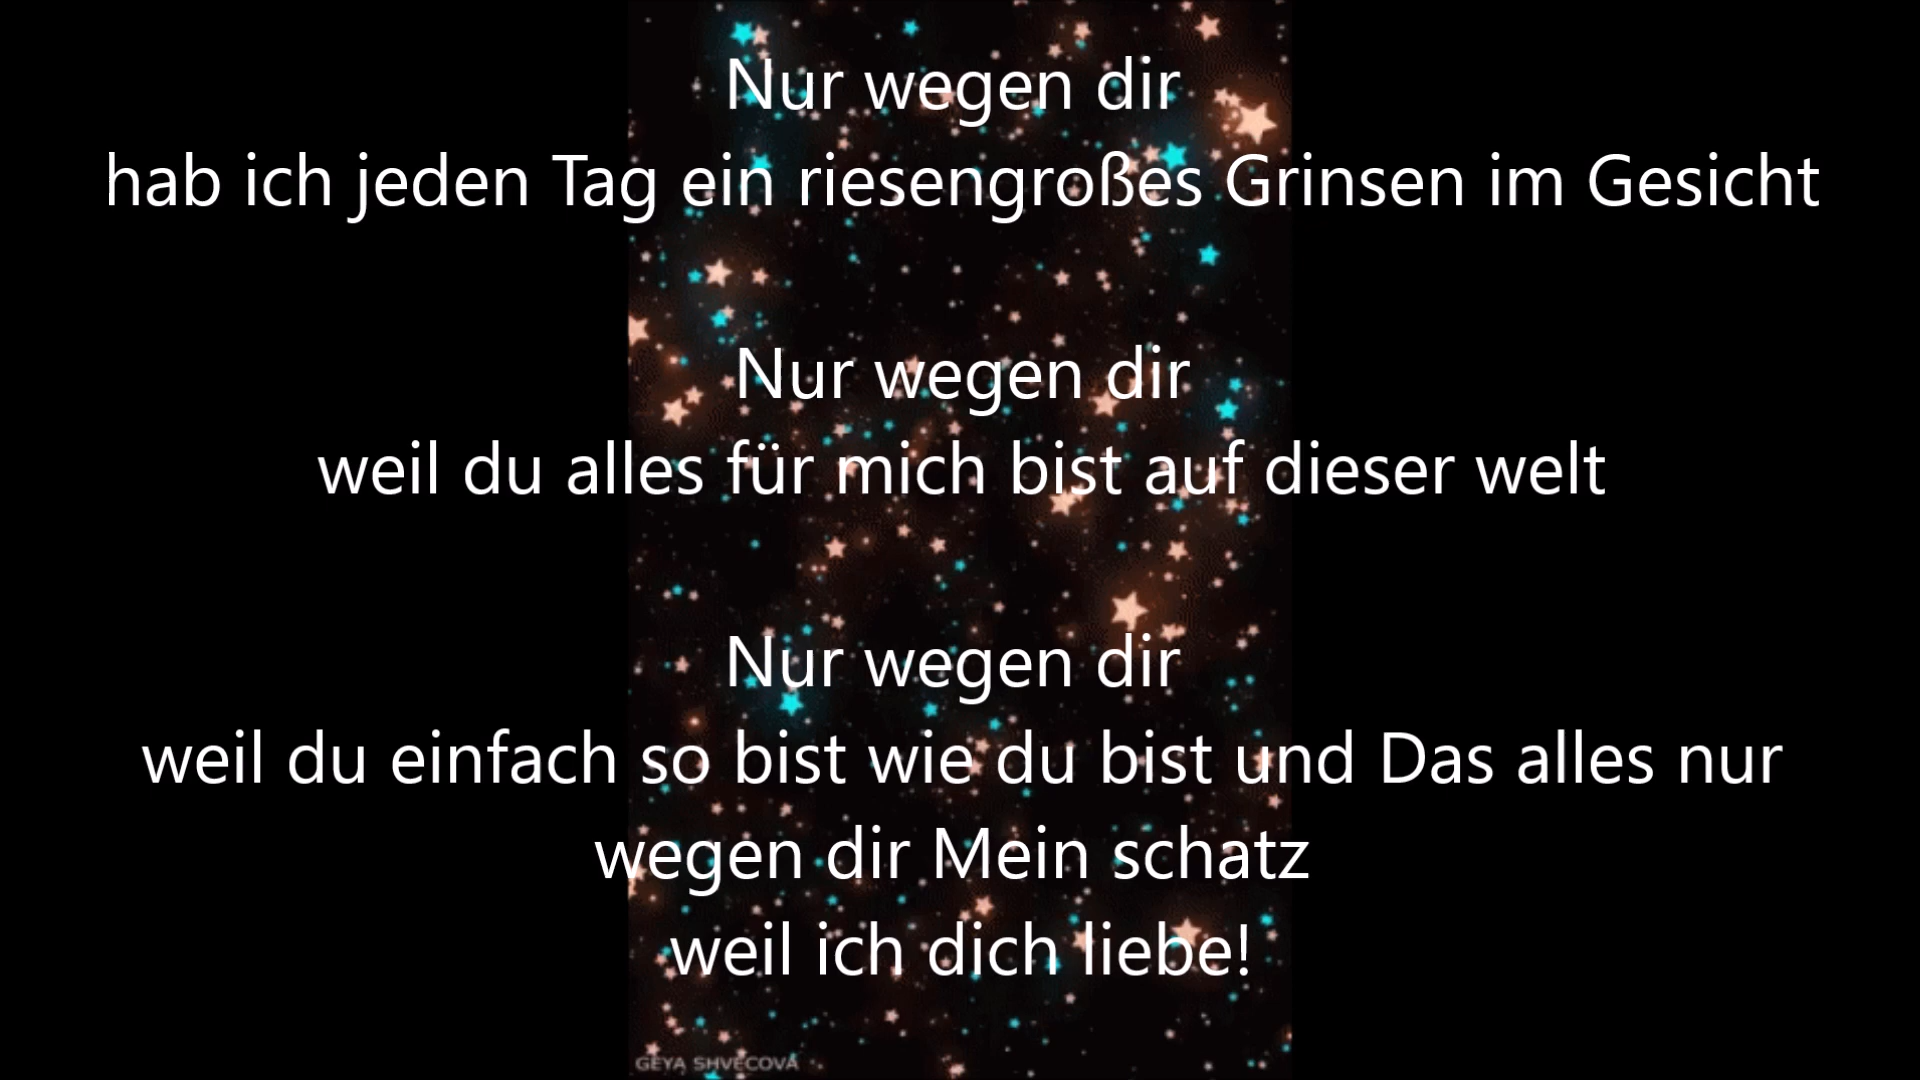 Nur wegen dir
hab ich jeden Tag ein riesengroßes Grinsen im Gesicht
Nur wegen dir
weil du alles für mich bist auf dieser welt
Nur wegen dir
weil du einfach so bist wie du bist und Das alles nur
wegen dir Mein schatz
weil ich dich liebe!
GEYA SHVECOVA